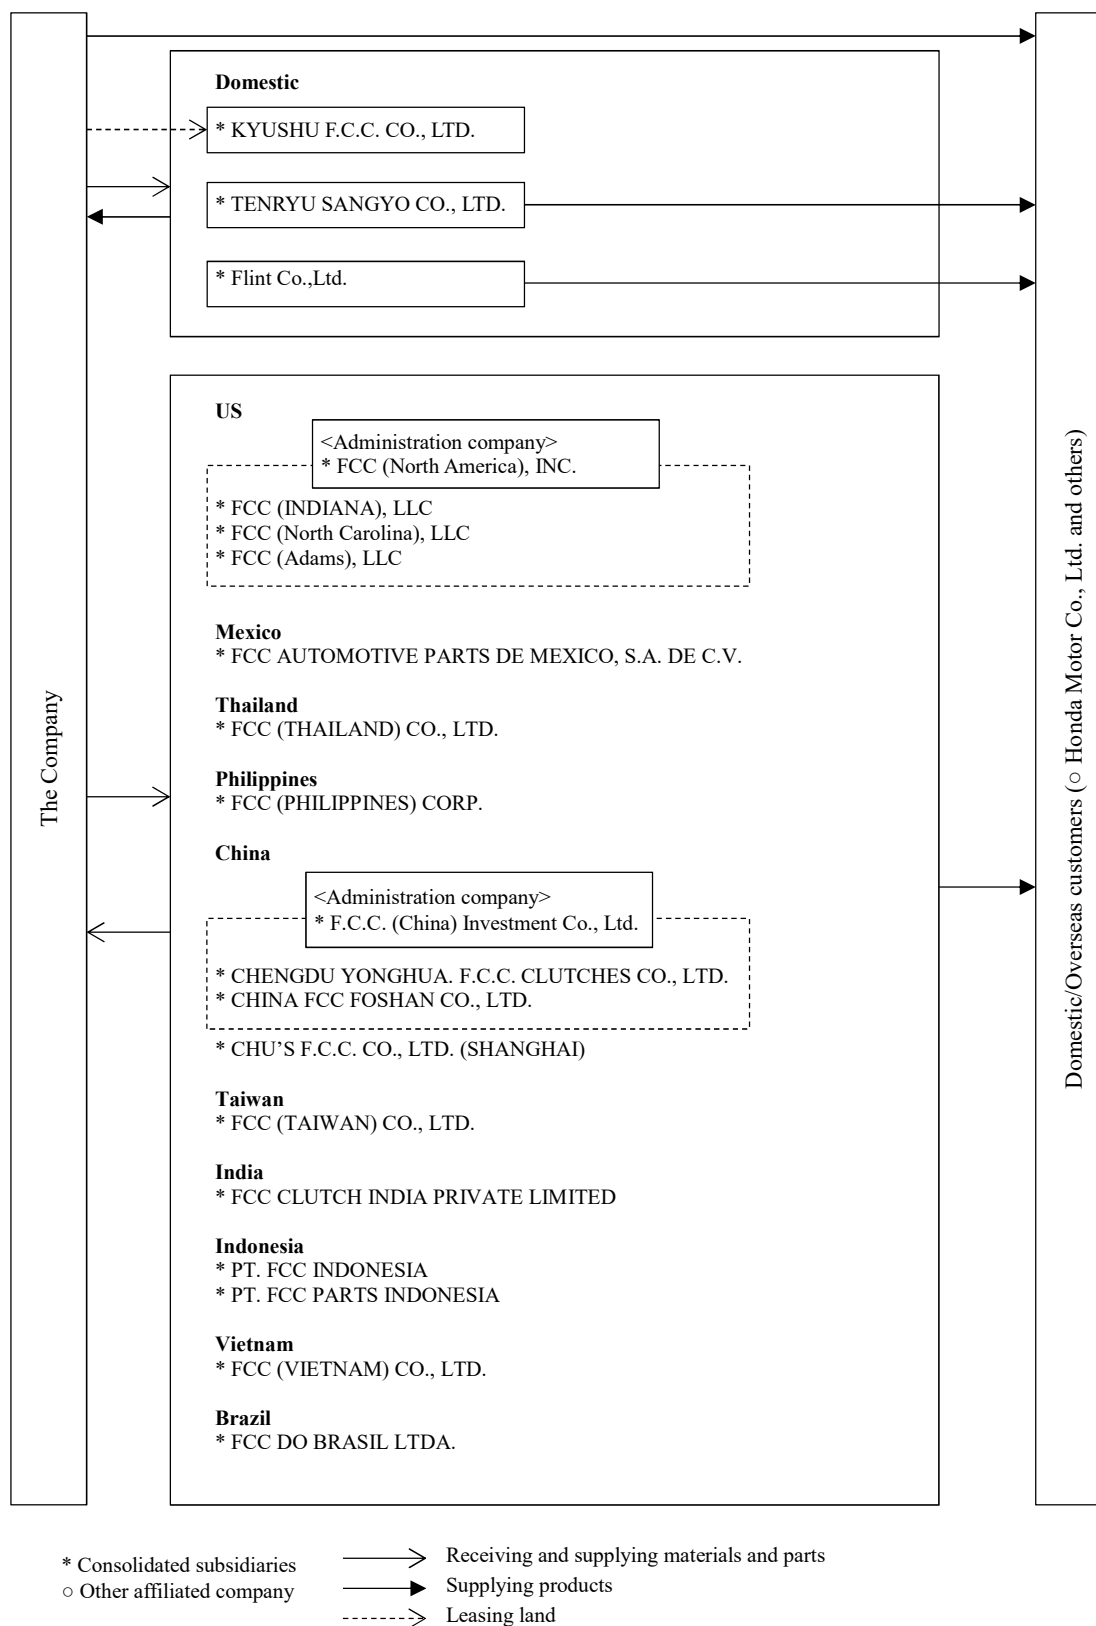 Domestic
* KYUSHU F.C.C. CO., LTD.
* TENRYU SANGYO CO., LTD.
* Flint Co.,Ltd.
US
<Administration company>
* FCC (North America), INC.
* FCC (INDIANA), LLC
* FCC (North Carolina), LLC
* FCC (Adams), LLC
Mexico
* FCC AUTOMOTIVE PARTS DE MEXICO, S.A. DE C.V.
Thailand
* FCC (THAILAND) CO., LTD.
Philippines
* FCC (PHILIPPINES) CORP.
China
<Administration company>
* F.C.C. (China) Investment Co., Ltd.
* CHENGDU YONGHUA. F.C.C. CLUTCHES CO., LTD.
* CHINA FCC FOSHAN CO., LTD.
* CHU’S F.C.C. CO., LTD. (SHANGHAI)
Taiwan
* FCC (TAIWAN) CO., LTD.
India
* FCC CLUTCH INDIA PRIVATE LIMITED
Indonesia
* PT. FCC INDONESIA
* PT. FCC PARTS INDONESIA
Vietnam
* FCC (VIETNAM) CO., LTD.
Brazil
* FCC DO BRASIL LTDA.
The Company
Domestic/Overseas customers (○ Honda Motor Co., Ltd. and others)
* Consolidated subsidiaries
○ Other affiliated company
Receiving and supplying materials and parts
Supplying products
Leasing land